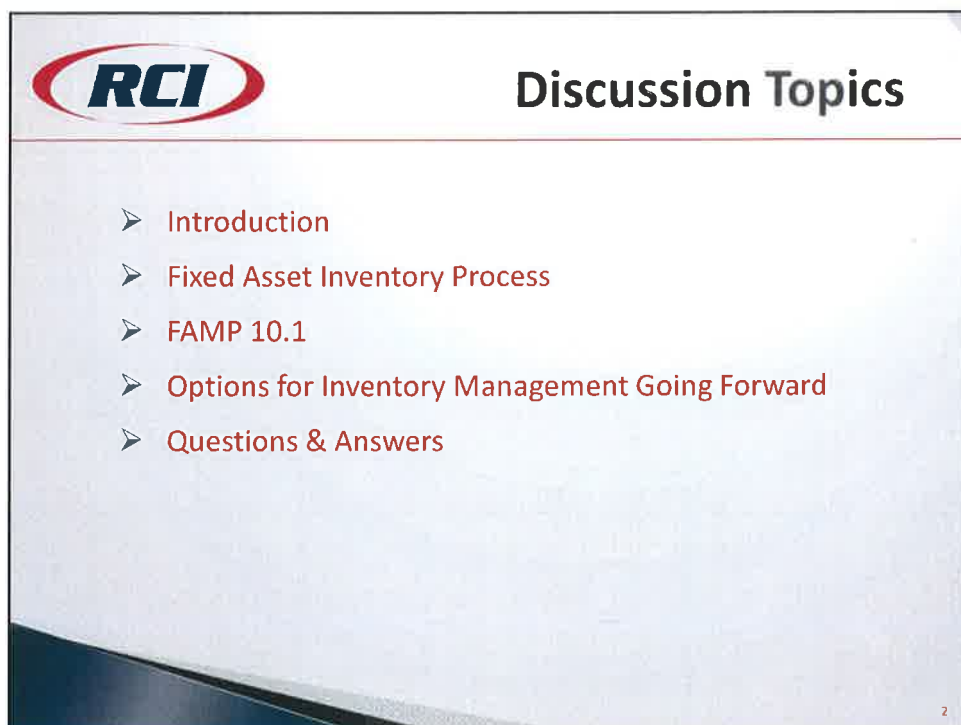 RCI
Discussion Topics
➢ Introduction
➢ Fixed Asset Inventory Process
➢ FAMP 10.1
➢ Options for Inventory Management Going Forward
➢ Questions & Answers
2